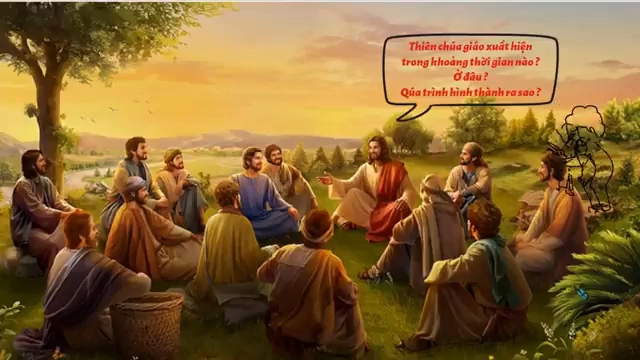 Thiên chúa giáo xuất hiện
trong khoảng thời gian nào ?
Ở đâu ?
Qúa trình hình thành ra sao ?